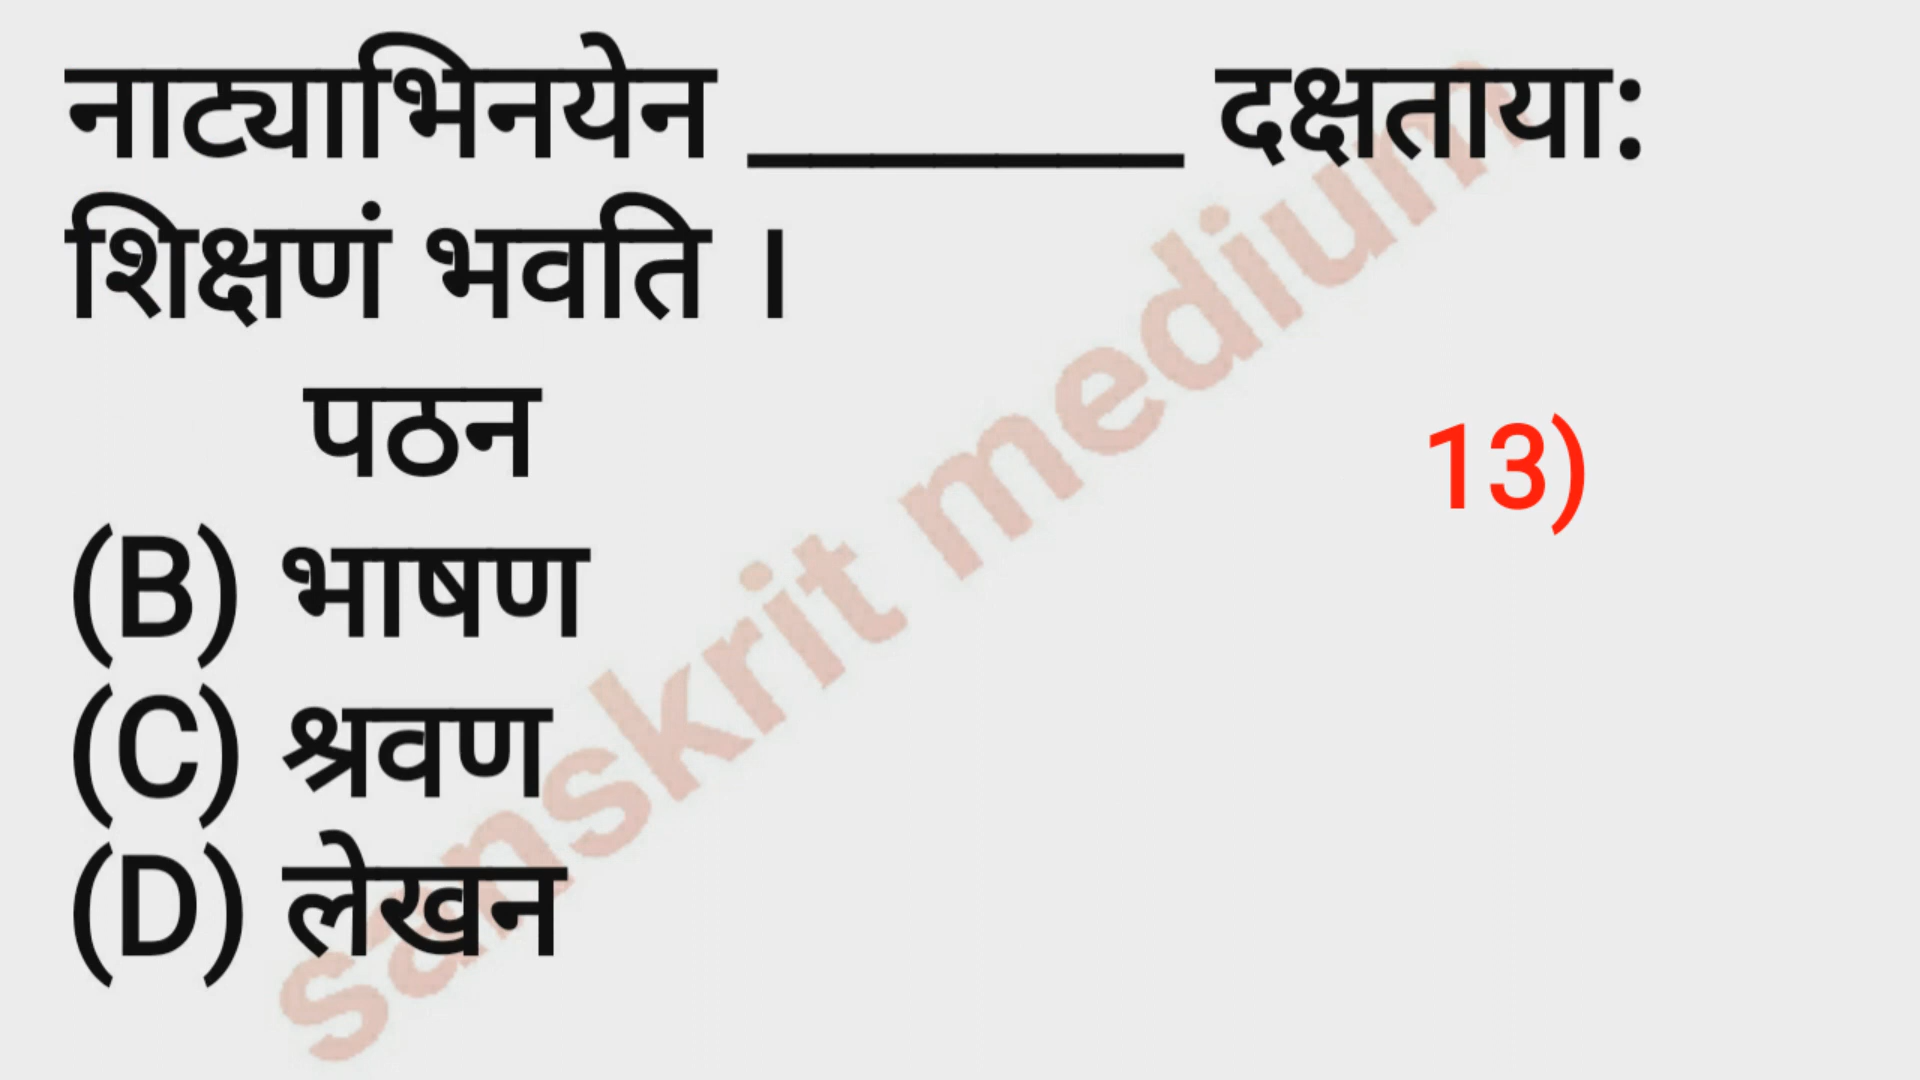 नाट्याभिनयेन ________ दक्षताया:
शिक्षणं भवति ।
पठन
13)
(B) भाषण
(C) श्रवण
(D) लेखन
sanskrit medium